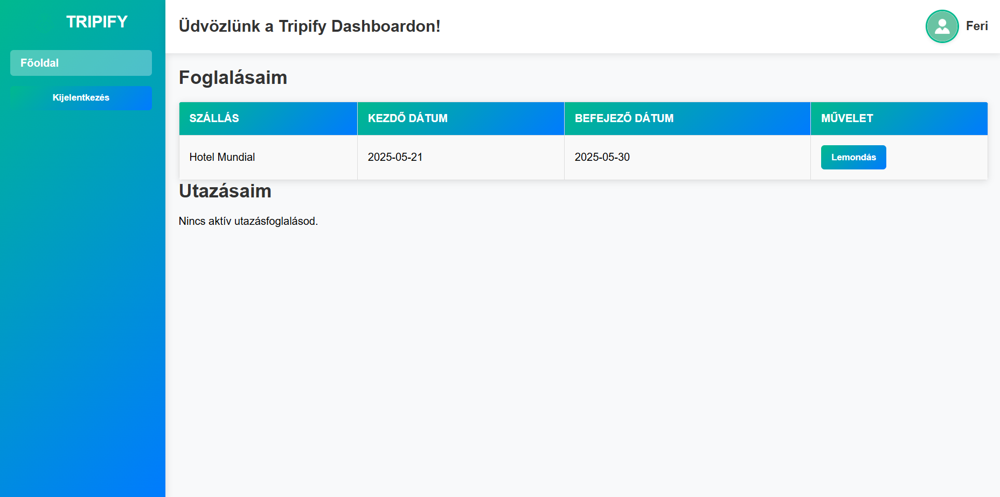 TRIPIFY
Főoldal
Kijelentkezés
Üdvözlünk a Tripify Dashboardon!
Feri
Foglalásaim
SZÁLLÁS KEZDŐ DÁTUM BEFEJEZŐ DÁTUM MŰVELET
Hotel Mundial 2025-05-21 2025-05-30 Lemondás
Utazásaim
Nincs aktív utazásfoglalásod.